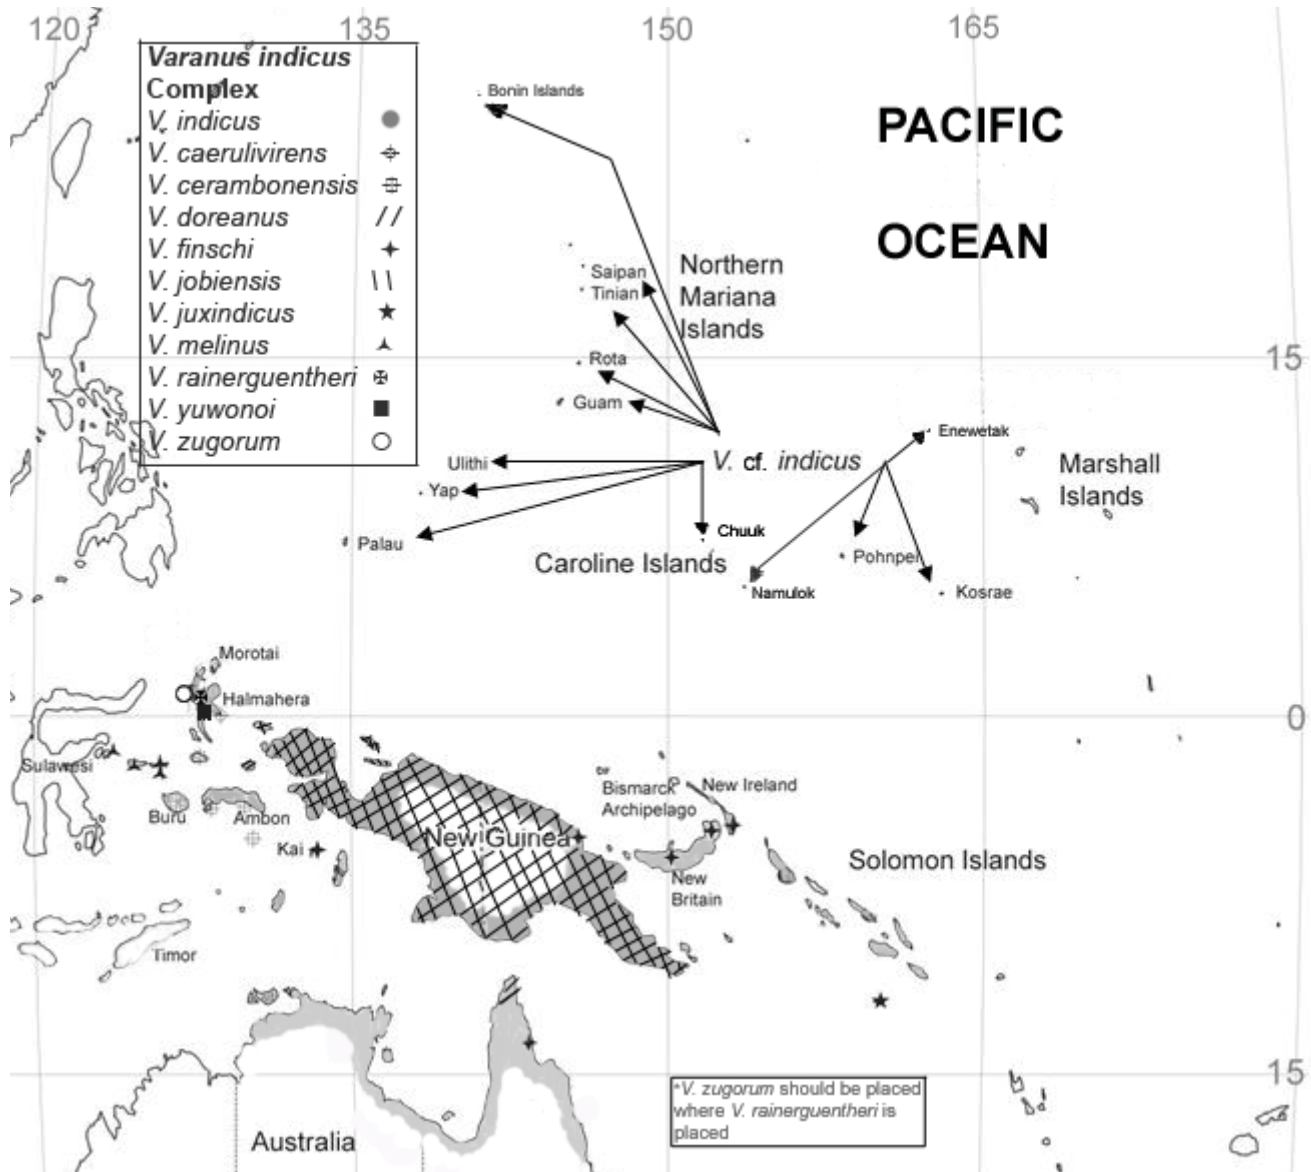 120
135
150
165
Varanus indicus
Complex
V. indicus
V. caerulivirens
V. cerambonensis
V. doreanus
V. finschi
V. jobiensis
V. juxindicus
V. melinus
V. rainerguentheri
V. yuwonoi
V. zugorum
Bonin Islands
PACIFIC
OCEAN
Saipan
Tinian
Northern
Mariana
Islands
Rota
Guam
15
Ulithi
Yap
Palau
V. cf. indicus
Enewetak
Marshall
Islands
Chuuk
Caroline Islands
Pohnpei
Namulok
Kosrae
Morotai
Halmahera
0
Sulawesi
Buru
Ambon
Kai
New Guinea
Bismarck
Archipelago
New Ireland
New
Britain
Solomon Islands
Timor
15
*V. zugorum should be placed
where V. rainerguentheri is
placed
Australia